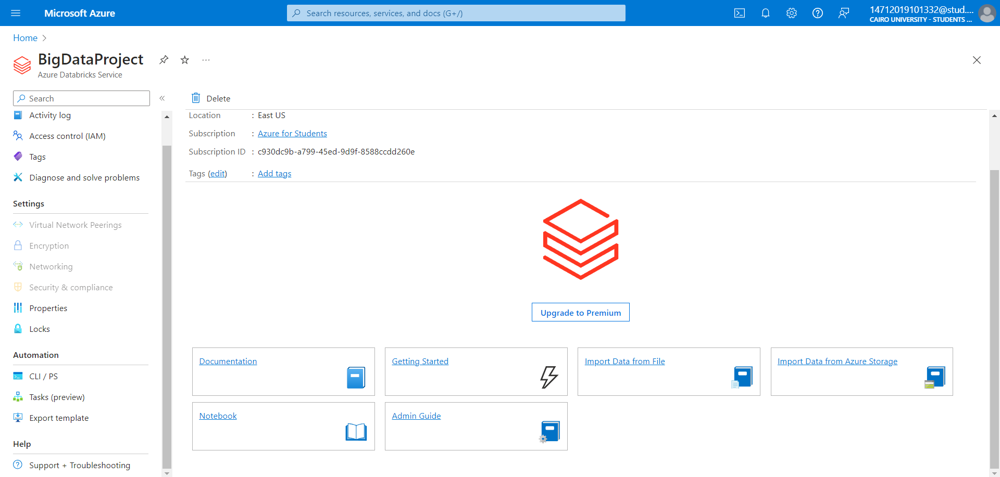 Microsoft Azure
Search resources, services, and docs (G+/)
14712019101332@stud....
CAIRO UNIVERSITY - STUDENTS ...
Home
BigDataProject
Azure Databricks Service
Search
Activity log
Access control (IAM)
Tags
Diagnose and solve problems
Settings
Virtual Network Peerings
Encryption
Networking
Security & compliance
Properties
Locks
Automation
CLI / PS
Tasks (preview)
Export template
Help
Support + Troubleshooting
Delete
Location : East US
Subscription : Azure for Students
Subscription ID : c930dc9b-a799-45ed-9d9f-8588ccdd260e
Tags (edit) : Add tags
Upgrade to Premium
Documentation
Getting Started
Import Data from File
Import Data from Azure Storage
Notebook
Admin Guide